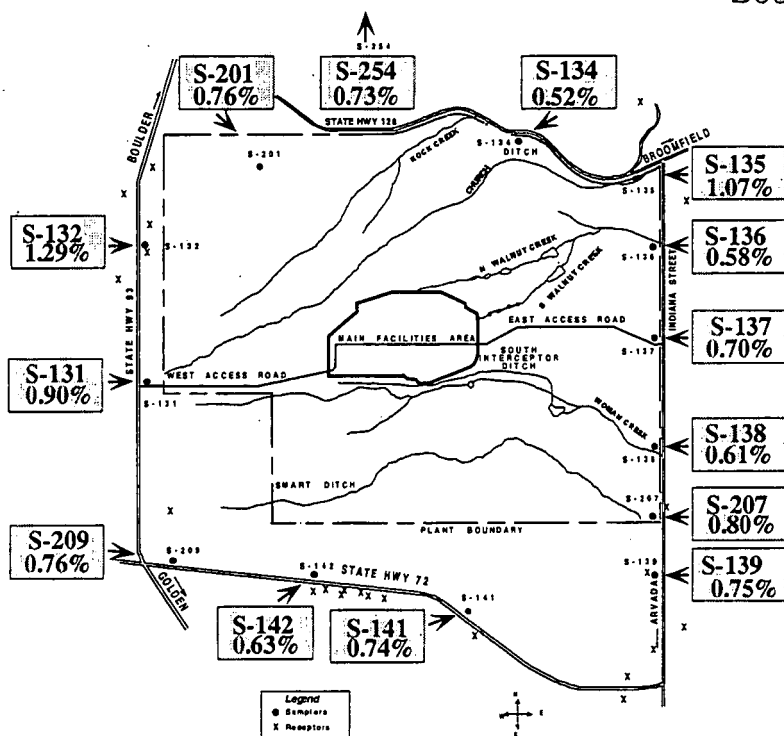 S-254
S-201
0.76%
S-254
0.73%
S-134
0.52%
STATE HWY 128
BOULDER
ROCK CREEK
S-134
DITCH
CHURCH
BROOMFIELD
S-201
S-135
S-135
1.07%
S-132
1.29%
S-132
N WALNUT CREEK
S WALNUT CREEK
S-136
S-136
0.58%
INDIANA STREET
STATE HWY 93
EAST ACCESS ROAD
MAIN FACILITIES AREA
SOUTH
INTERCEPTOR
DITCH
S-137
S-137
0.70%
WEST ACCESS ROAD
S-131
0.90%
S-131
WOMAN CREEK
S-138
S-138
0.61%
SMART DITCH
S-207
S-207
0.80%
PLANT BOUNDARY
S-209
0.76%
S-209
GOLDEN
S-142
STATE HWY 72
S-139
S-139
0.75%
ARVADA
S-141
S-142
0.63%
S-141
0.74%
Legend
Samplers
X Receptors
N
W
E
S